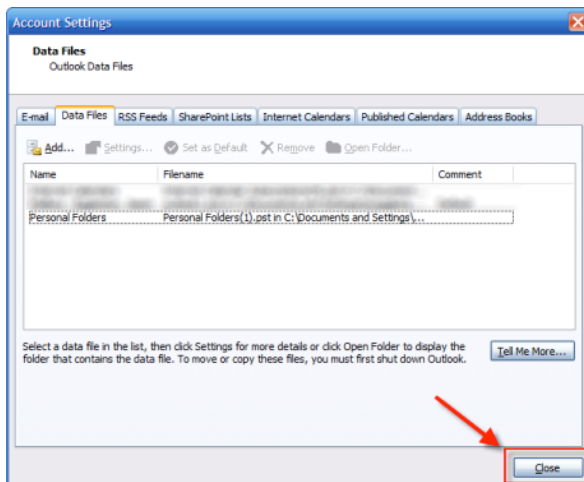 Account Settings
Data Files
Outlook Data Files
E-mail Data Files RSS Feeds SharePoint Lists Internet Calendars Published Calendars Address Books
Add... Settings... Set as Default Remove Open Folder...
Name Filename Comment
Personal Folders Personal Folders(1).pst in C:\Documents and Settings\...
Select a data file in the list, then click Settings for more details or click Open Folder to display the
folder that contains the data file. To move or copy these files, you must first shut down Outlook.
Tell Me More...
Close